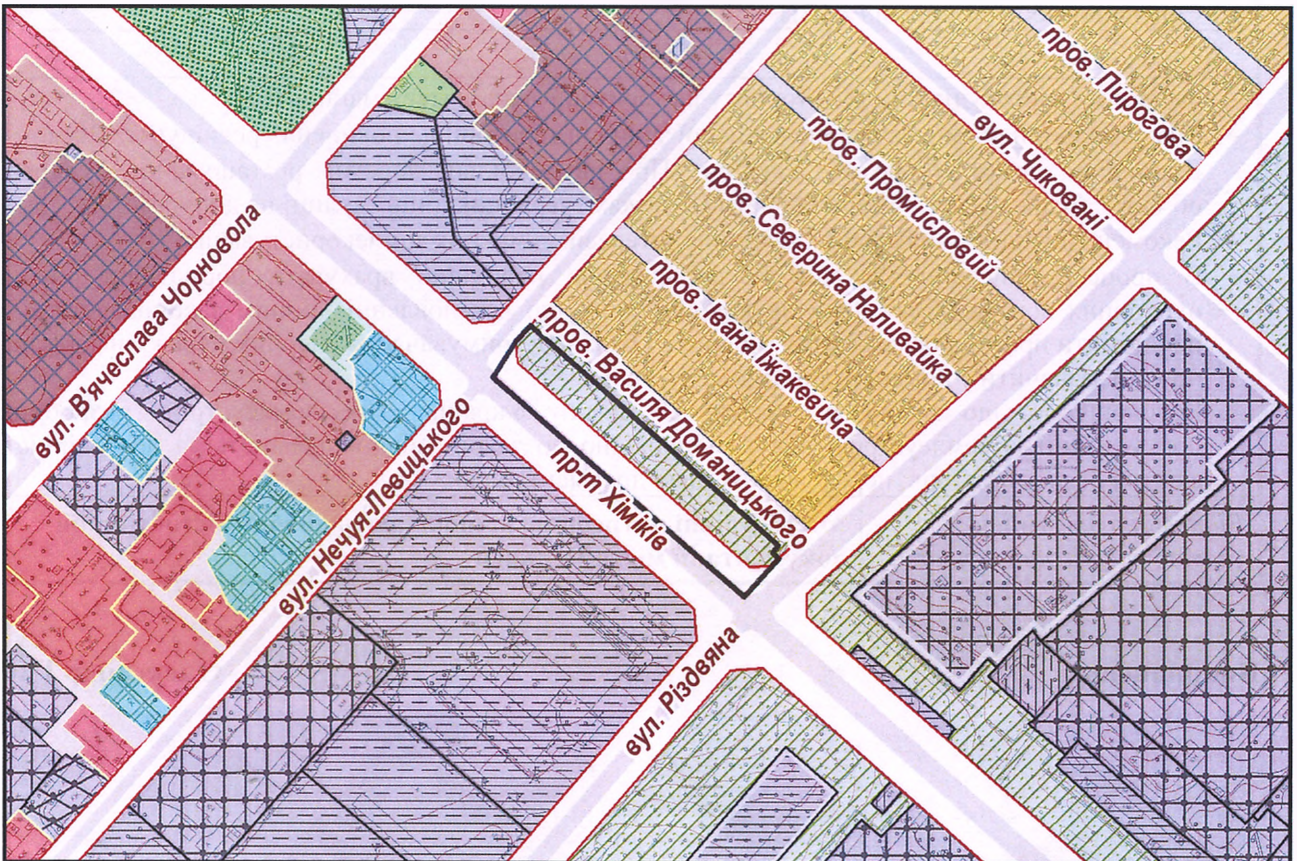 пров. Пирогова
вул. Чиковані
пров. Промисловий
пров. Северина Наливайка
пров. Івана Їжакевича
пров. Василя Доманицького
пр-т Хіміків
вул. В'ячеслава Чорновола
вул. Нечуя-Левицького
вул. Різдвяна